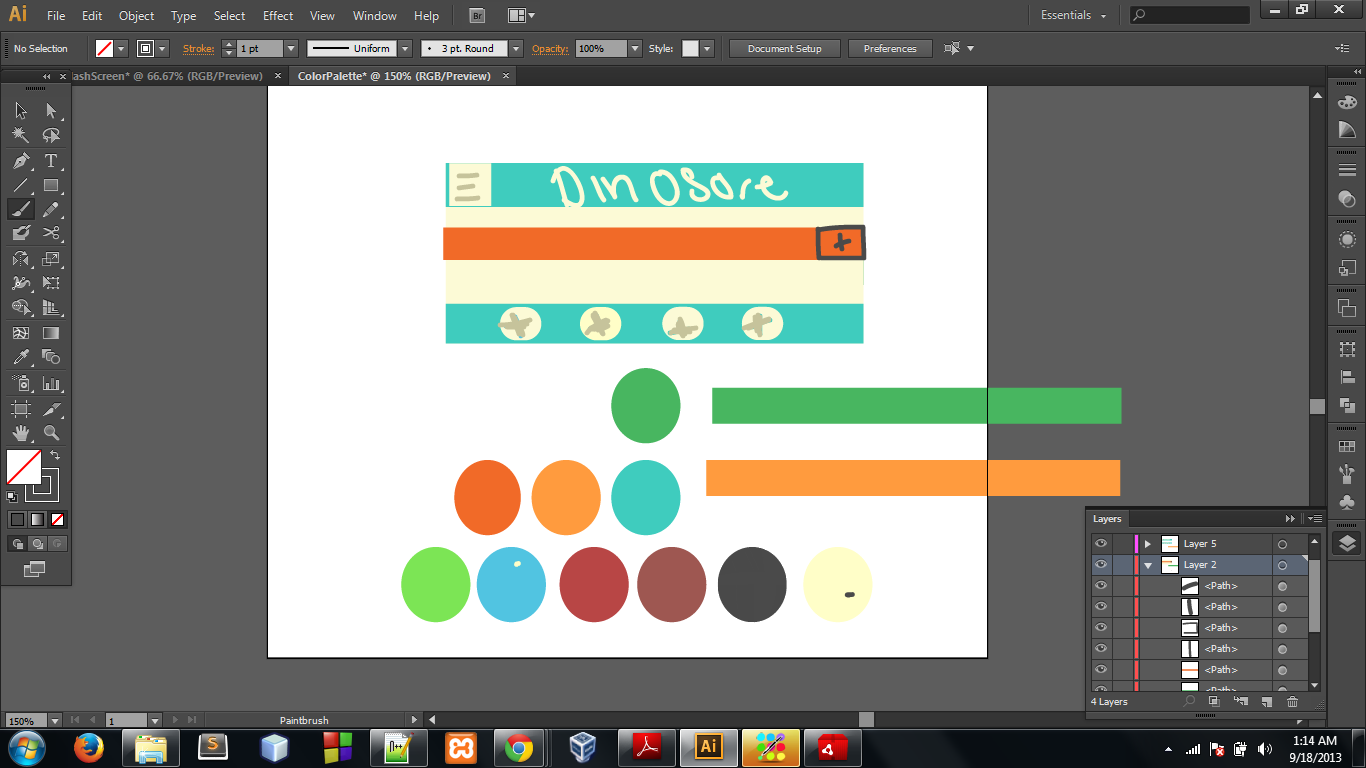 Ai File Edit Object Type Select Effect View Window Help Br Essentials
No Selection Stroke: 1 pt Uniform 3 pt. Round Opacity: 100% Style: Document Setup Preferences
lashScreen* @ 66.67% (RGB/Preview) × ColorPalette* @ 150% (RGB/Preview) ×
Dinosare
Layers
Layer 5
Layer 2
<Path>
<Path>
<Path>
<Path>
<Path>
<Path>
4 Layers
150% 1 Paintbrush
S n++ Ai
1:14 AM
9/18/2013